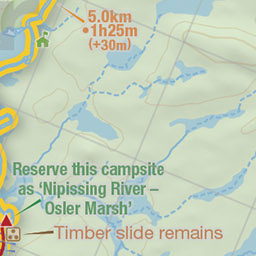 5.0km
•1h25m
(+30m)
Reserve this campsite
as ‘Nipissing River –
Osler Marsh’
Timber slide remains